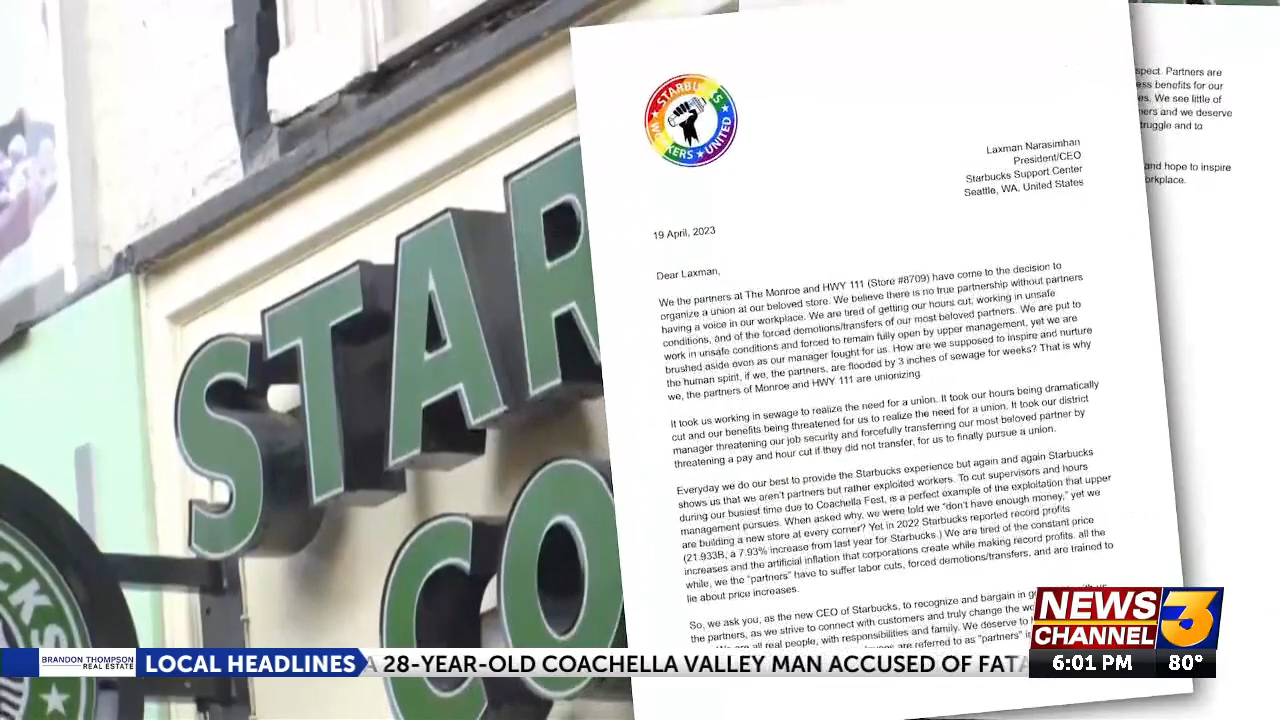 STARBUCKS
WORKERS UNITED
Laxman Narasimhan
President/CEO
Starbucks Support Center
Seattle, WA, United States
19 April, 2023
Dear Laxman,
We the partners at The Monroe and HWY 111 (Store #8709) have come to the decision to
organize a union at our beloved store. We believe there is no true partnership without partners
having a voice in our workplace. We are tired of getting our hours cut, working in unsafe
conditions, and of the forced demotions/transfers of our most beloved partners. We are put to
work in unsafe conditions and forced to remain fully open by upper management, yet we are
brushed aside even as our manager fought for us. How are we supposed to inspire and nurture
the human spirit, if we, the partners, are flooded by 3 inches of sewage for weeks? That is why
we, the partners of Monroe and HWY 111 are unionizing.
It took us working in sewage to realize the need for a union. It took our hours being dramatically
cut and our benefits being threatened for us to realize the need for a union. It took our district
manager threatening our job security and forcefully transferring our most beloved partner by
threatening a pay and hour cut if they did not transfer, for us to finally pursue a union.
Everyday we do our best to provide the Starbucks experience but again and again Starbucks
shows us that we aren't partners but rather exploited workers. To cut supervisors and hours
during our busiest time due to Coachella Fest, is a perfect example of the exploitation that upper
management pursues. When asked why, we were told we "don't have enough money," yet we
are building a new store at every corner? Yet in 2022 Starbucks reported record profits
(21.933B, a 7.93% increase from last year for Starbucks.) We are tired of the constant price
increases and the artificial inflation that corporations create while making record profits, all the
while, we the "partners" have to suffer labor cuts, forced demotions/transfers, and are trained to
lie about price increases.
So, we ask you, as the new CEO of Starbucks, to recognize and bargain in
the partners, as we strive to connect with customers and truly change the
We are all real people, with responsibilities and family. We deserve to
are referred to as "partners"
spect. Partners are
ess benefits for our
es. We see little of
ners and we deserve
truggle and to
and hope to inspire
orkplace.
STAR
CO
CKS
NEWS
CHANNEL 3
BRANDON THOMPSON
REAL ESTATE
LOCAL HEADLINES
A 28-YEAR-OLD COACHELLA VALLEY MAN ACCUSED OF FATA
6:01 PM 80°